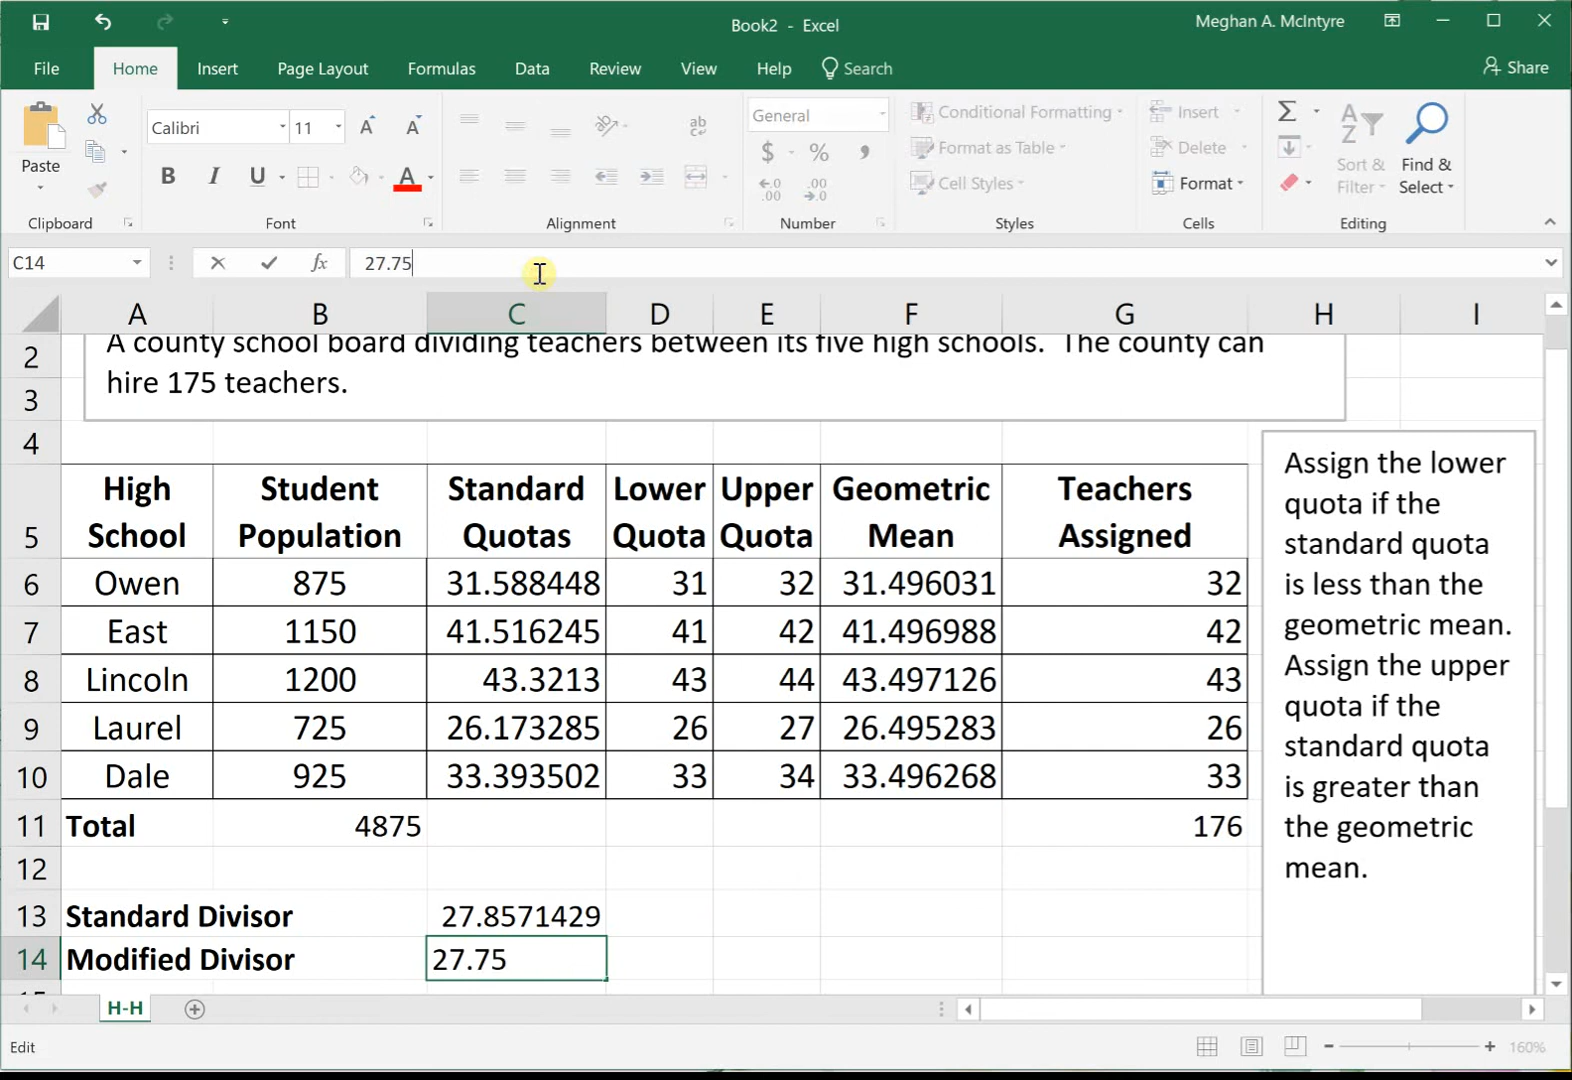 Book2 - Excel
Meghan A. McIntyre
File Home Insert Page Layout Formulas Data Review View Help Search Share
Calibri 11 A A ab General Conditional Formatting Insert Σ A Z
Paste B I U A $ % , Format as Table Delete Sort & Filter Find & Select
.00 .00 Cell Styles Format
Clipboard Font Alignment Number Styles Cells Editing
C14 fx 27.75
A B C D E F G H I
2 A county school board dividing teachers between its five high schools. The county can
3 hire 175 teachers.
4
5 High School Student Population Standard Quotas Lower Quota Upper Quota Geometric Mean Teachers Assigned
6 Owen 875 31.588448 31 32 31.496031 32
7 East 1150 41.516245 41 42 41.496988 42
8 Lincoln 1200 43.3213 43 44 43.497126 43
9 Laurel 725 26.173285 26 27 26.495283 26
10 Dale 925 33.393502 33 34 33.496268 33
11 Total 4875 176
12
13 Standard Divisor 27.8571429
14 Modified Divisor 27.75
Assign the lower
quota if the
standard quota
is less than the
geometric mean.
Assign the upper
quota if the
standard quota
is greater than
the geometric
mean.
H-H
Edit 160%